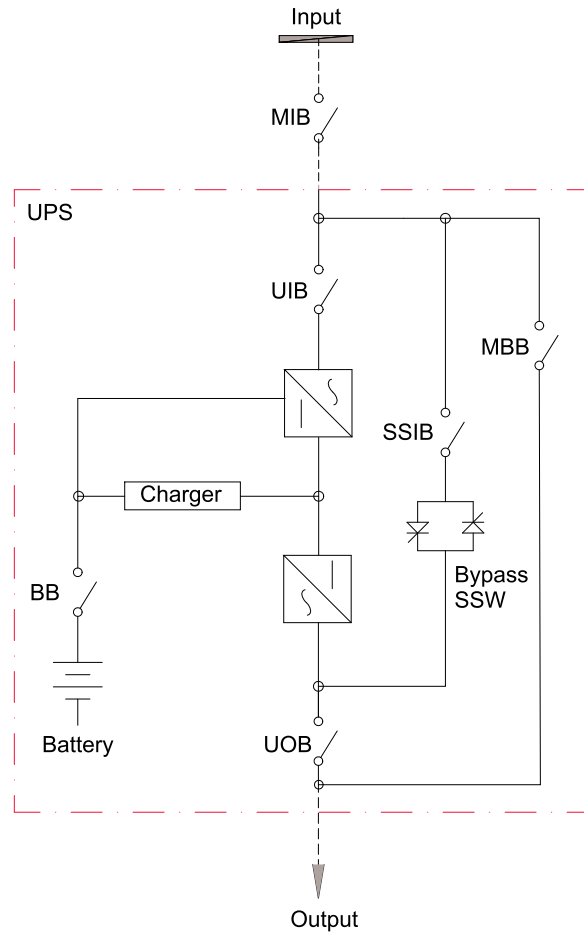 Input
MIB
UPS
UIB
MBB
SSIB
Charger
Bypass
SSW
BB
Battery
UOB
Output